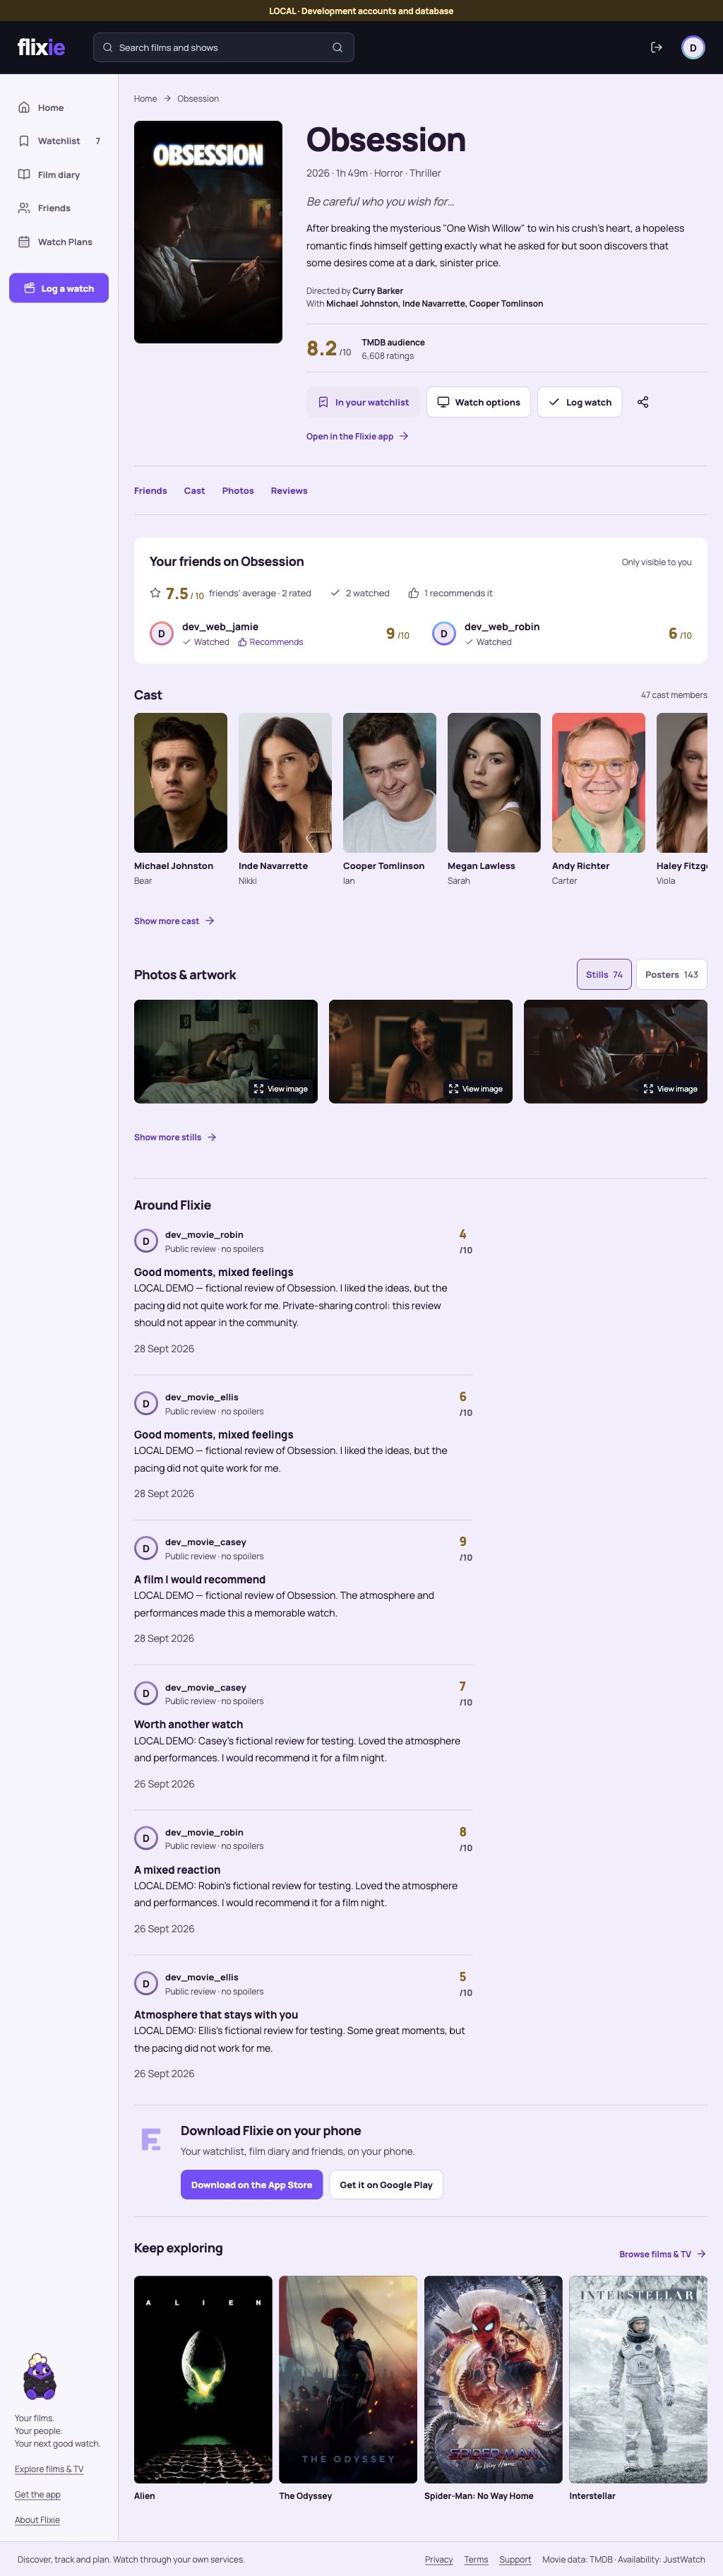 LOCAL · Development accounts and database
flixie
Search films and shows
D
Home
Watchlist 7
Film diary
Friends
Watch Plans
Log a watch
Home → Obsession
OBSESSION
Obsession
2026 · 1h 49m · Horror · Thriller
Be careful who you wish for…
After breaking the mysterious "One Wish Willow" to win his crush's heart, a hopeless
romantic finds himself getting exactly what he asked for but soon discovers that
some desires come at a dark, sinister price.
Directed by Curry Barker
With Michael Johnston, Inde Navarrette, Cooper Tomlinson
8.2 /10
TMDB audience
6,608 ratings
In your watchlist
Watch options
Log watch
Open in the Flixie app →
Friends Cast Photos Reviews
Your friends on Obsession
Only visible to you
7.5 / 10 friends' average · 2 rated
2 watched
1 recommends it
D
dev_web_jamie
Watched Recommends
9 /10
D
dev_web_robin
Watched
6 /10
Cast
47 cast members
Michael Johnston
Bear
Inde Navarrette
Nikki
Cooper Tomlinson
Ian
Megan Lawless
Sarah
Andy Richter
Carter
Haley Fitzg
Viola
Show more cast →
Photos & artwork
Stills 74
Posters 143
View image
View image
View image
Show more stills →
Around Flixie
D
dev_movie_robin
Public review · no spoilers
4
/10
Good moments, mixed feelings
LOCAL DEMO — fictional review of Obsession. I liked the ideas, but the
pacing did not quite work for me. Private-sharing control: this review
should not appear in the community.
28 Sept 2026
D
dev_movie_ellis
Public review · no spoilers
6
/10
Good moments, mixed feelings
LOCAL DEMO — fictional review of Obsession. I liked the ideas, but the
pacing did not quite work for me.
28 Sept 2026
D
dev_movie_casey
Public review · no spoilers
9
/10
A film I would recommend
LOCAL DEMO — fictional review of Obsession. The atmosphere and
performances made this a memorable watch.
28 Sept 2026
D
dev_movie_casey
Public review · no spoilers
7
/10
Worth another watch
LOCAL DEMO: Casey's fictional review for testing. Loved the atmosphere
and performances. I would recommend it for a film night.
26 Sept 2026
D
dev_movie_robin
Public review · no spoilers
8
/10
A mixed reaction
LOCAL DEMO: Robin's fictional review for testing. Loved the atmosphere
and performances. I would recommend it for a film night.
26 Sept 2026
D
dev_movie_ellis
Public review · no spoilers
5
/10
Atmosphere that stays with you
LOCAL DEMO: Ellis's fictional review for testing. Some great moments, but
the pacing did not work for me.
26 Sept 2026
F
Download Flixie on your phone
Your watchlist, film diary and friends, on your phone.
Download on the App Store
Get it on Google Play
Keep exploring
Browse films & TV →
ALIEN
THE ODYSSEY
SPIDER-MAN
No Way Home
INTERSTELLAR
Alien
The Odyssey
Spider-Man: No Way Home
Interstellar
Your films.
Your people.
Your next good watch.
Explore films & TV
Get the app
About Flixie
Discover, track and plan. Watch through your own services.
Privacy Terms Support Movie data: TMDB · Availability: JustWatch